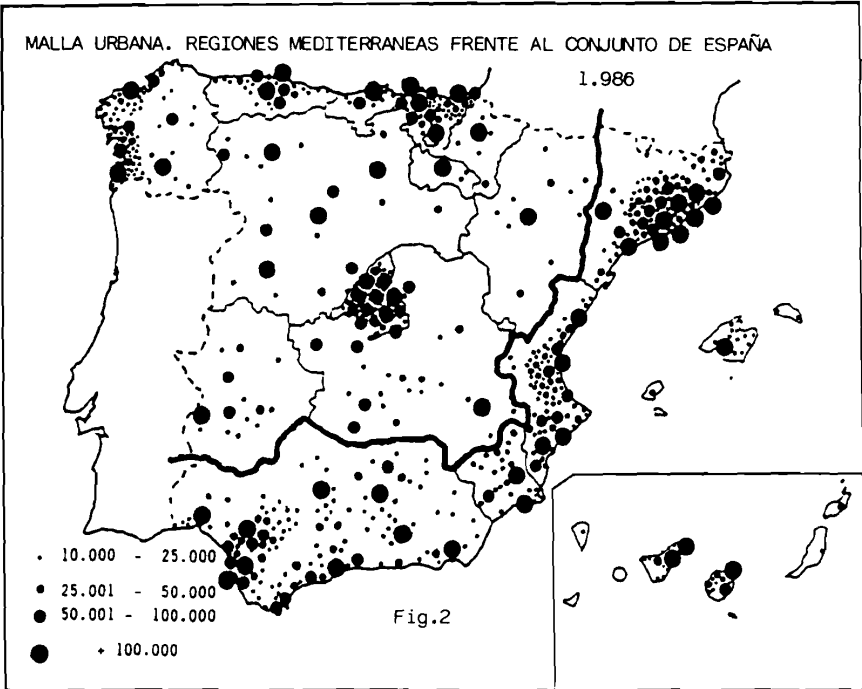 MALLA URBANA. REGIONES MEDITERRANEAS FRENTE AL CONJUNTO DE ESPAÑA
1.986
10.000 - 25.000
25.001 - 50.000
50.001 - 100.000
+ 100.000
Fig.2